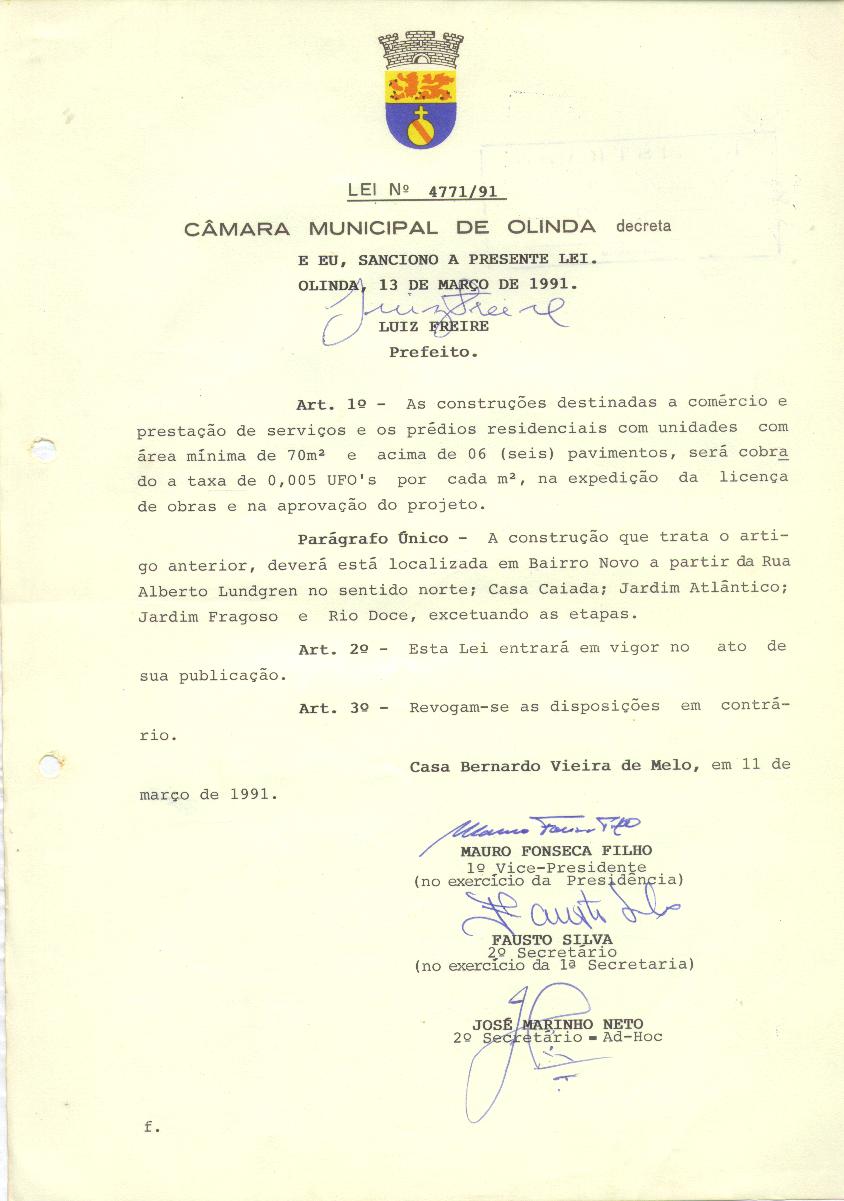 LEI Nº 4771/91
CÂMARA MUNICIPAL DE OLINDA decreta
E EU, SANCIONO A PRESENTE LEI.
OLINDA, 13 DE MARÇO DE 1991.
Luiz Freire
LUIZ FREIRE
Prefeito.
Art. 1º - As construções destinadas a comércio e
prestação de serviços e os prédios residenciais com unidades com
área mínima de 70m² e acima de 06 (seis) pavimentos, será cobra
do a taxa de 0,005 UFO's por cada m², na expedição da licença
de obras e na aprovação do projeto.
Parágrafo Único - A construção que trata o arti-
go anterior, deverá está localizada em Bairro Novo a partir da Rua
Alberto Lundgren no sentido norte; Casa Caiada; Jardim Atlântico;
Jardim Fragoso e Rio Doce, excetuando as etapas.
Art. 2º - Esta Lei entrará em vigor no ato de
sua publicação.
Art. 3º - Revogam-se as disposições em contrá-
rio.
Casa Bernardo Vieira de Melo, em 11 de
março de 1991.
MAURO FONSECA FILHO
1º Vice-Presidente
(no exercício da Presidência)
Fausto Silva
FAUSTO SILVA
2º Secretário
(no exercício da 1ª Secretaria)
JOSÉ MARINHO NETO
2º Secretário - Ad-Hoc
f.